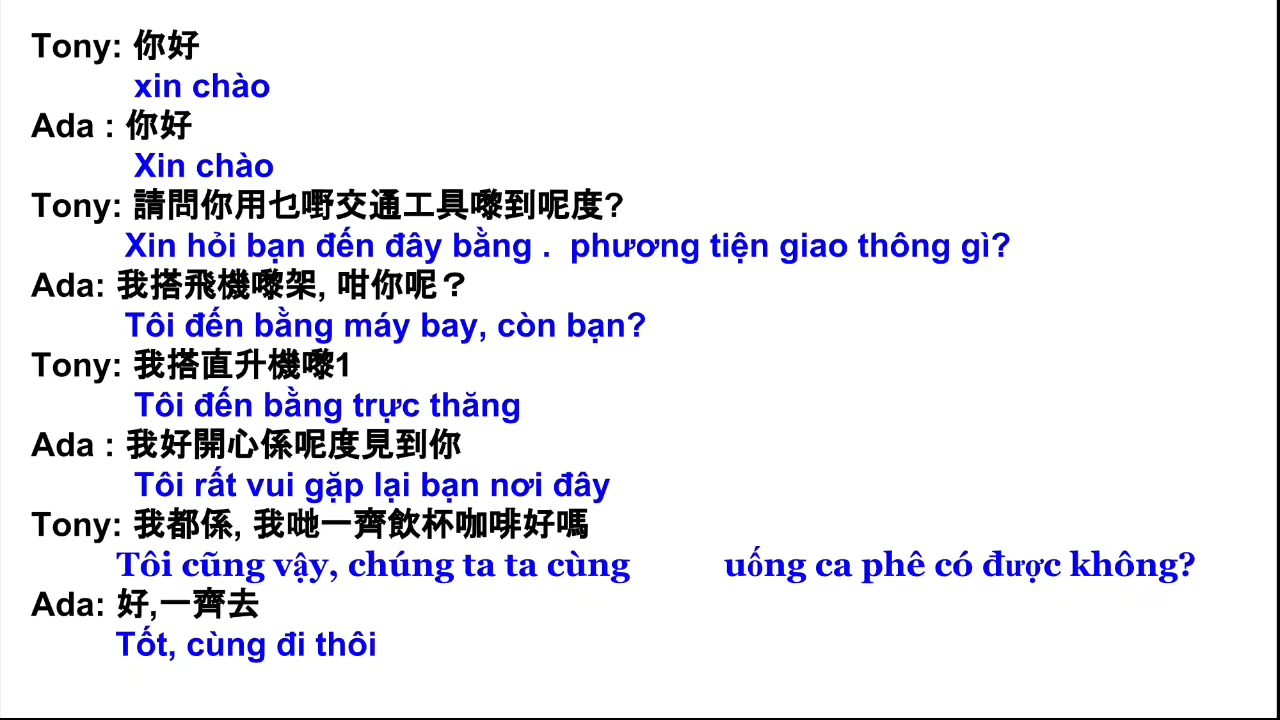 Tony: 你好
xin chào
Ada : 你好
Xin chào
Tony: 請問你用乜嘢交通工具嚟到呢度?
Xin hỏi bạn đến đây bằng .  phương tiện giao thông gì?
Ada: 我搭飛機嚟架, 咁你呢？
Tôi đến bằng máy bay, còn bạn?
Tony: 我搭直升機嚟1
Tôi đến bằng trực thăng
Ada : 我好開心係呢度見到你
Tôi rất vui gặp lại bạn nơi đây
Tony: 我都係, 我哋一齊飲杯咖啡好嗎
Tôi cũng vậy, chúng ta ta cùng uống ca phê có được không?
Ada: 好,一齊去
Tốt, cùng đi thôi